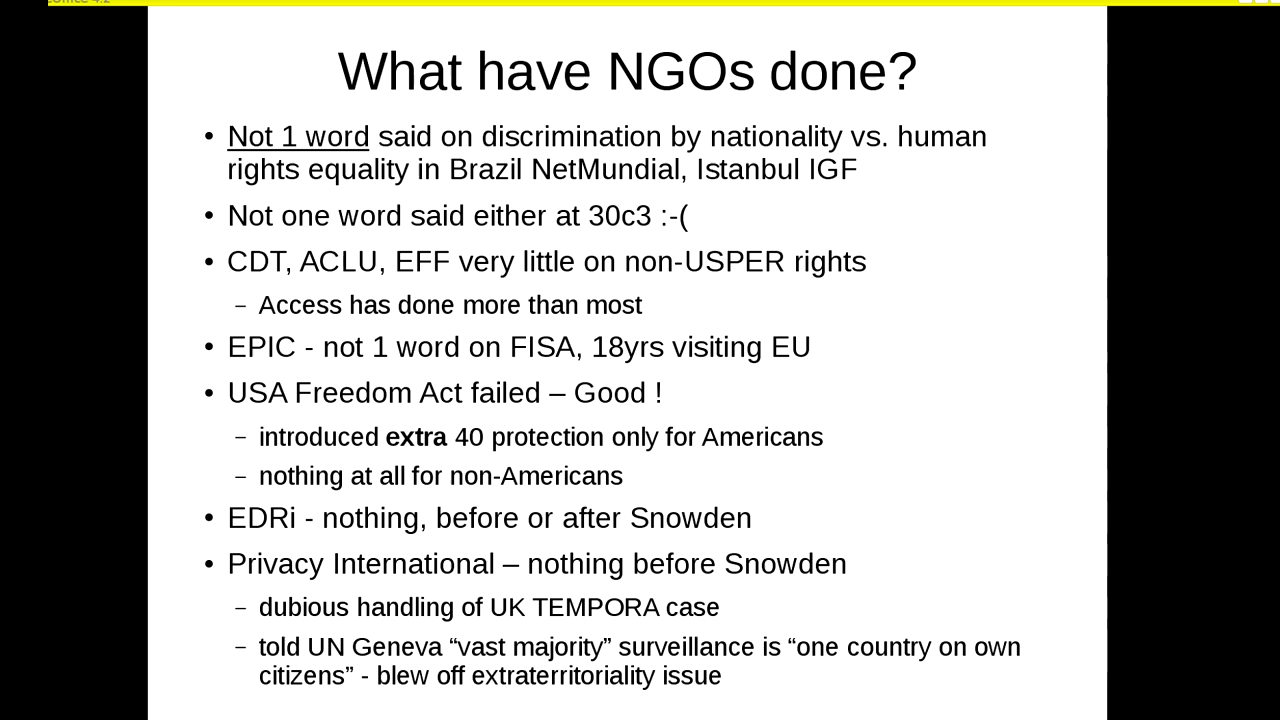 What have NGOs done?
• Not 1 word said on discrimination by nationality vs. human
rights equality in Brazil NetMundial, Istanbul IGF
• Not one word said either at 30c3 :-(
• CDT, ACLU, EFF very little on non-USPER rights
– Access has done more than most
• EPIC - not 1 word on FISA, 18yrs visiting EU
• USA Freedom Act failed – Good !
– introduced extra 40 protection only for Americans
– nothing at all for non-Americans
• EDRi - nothing, before or after Snowden
• Privacy International – nothing before Snowden
– dubious handling of UK TEMPORA case
– told UN Geneva “vast majority” surveillance is “one country on own
citizens” - blew off extraterritoriality issue